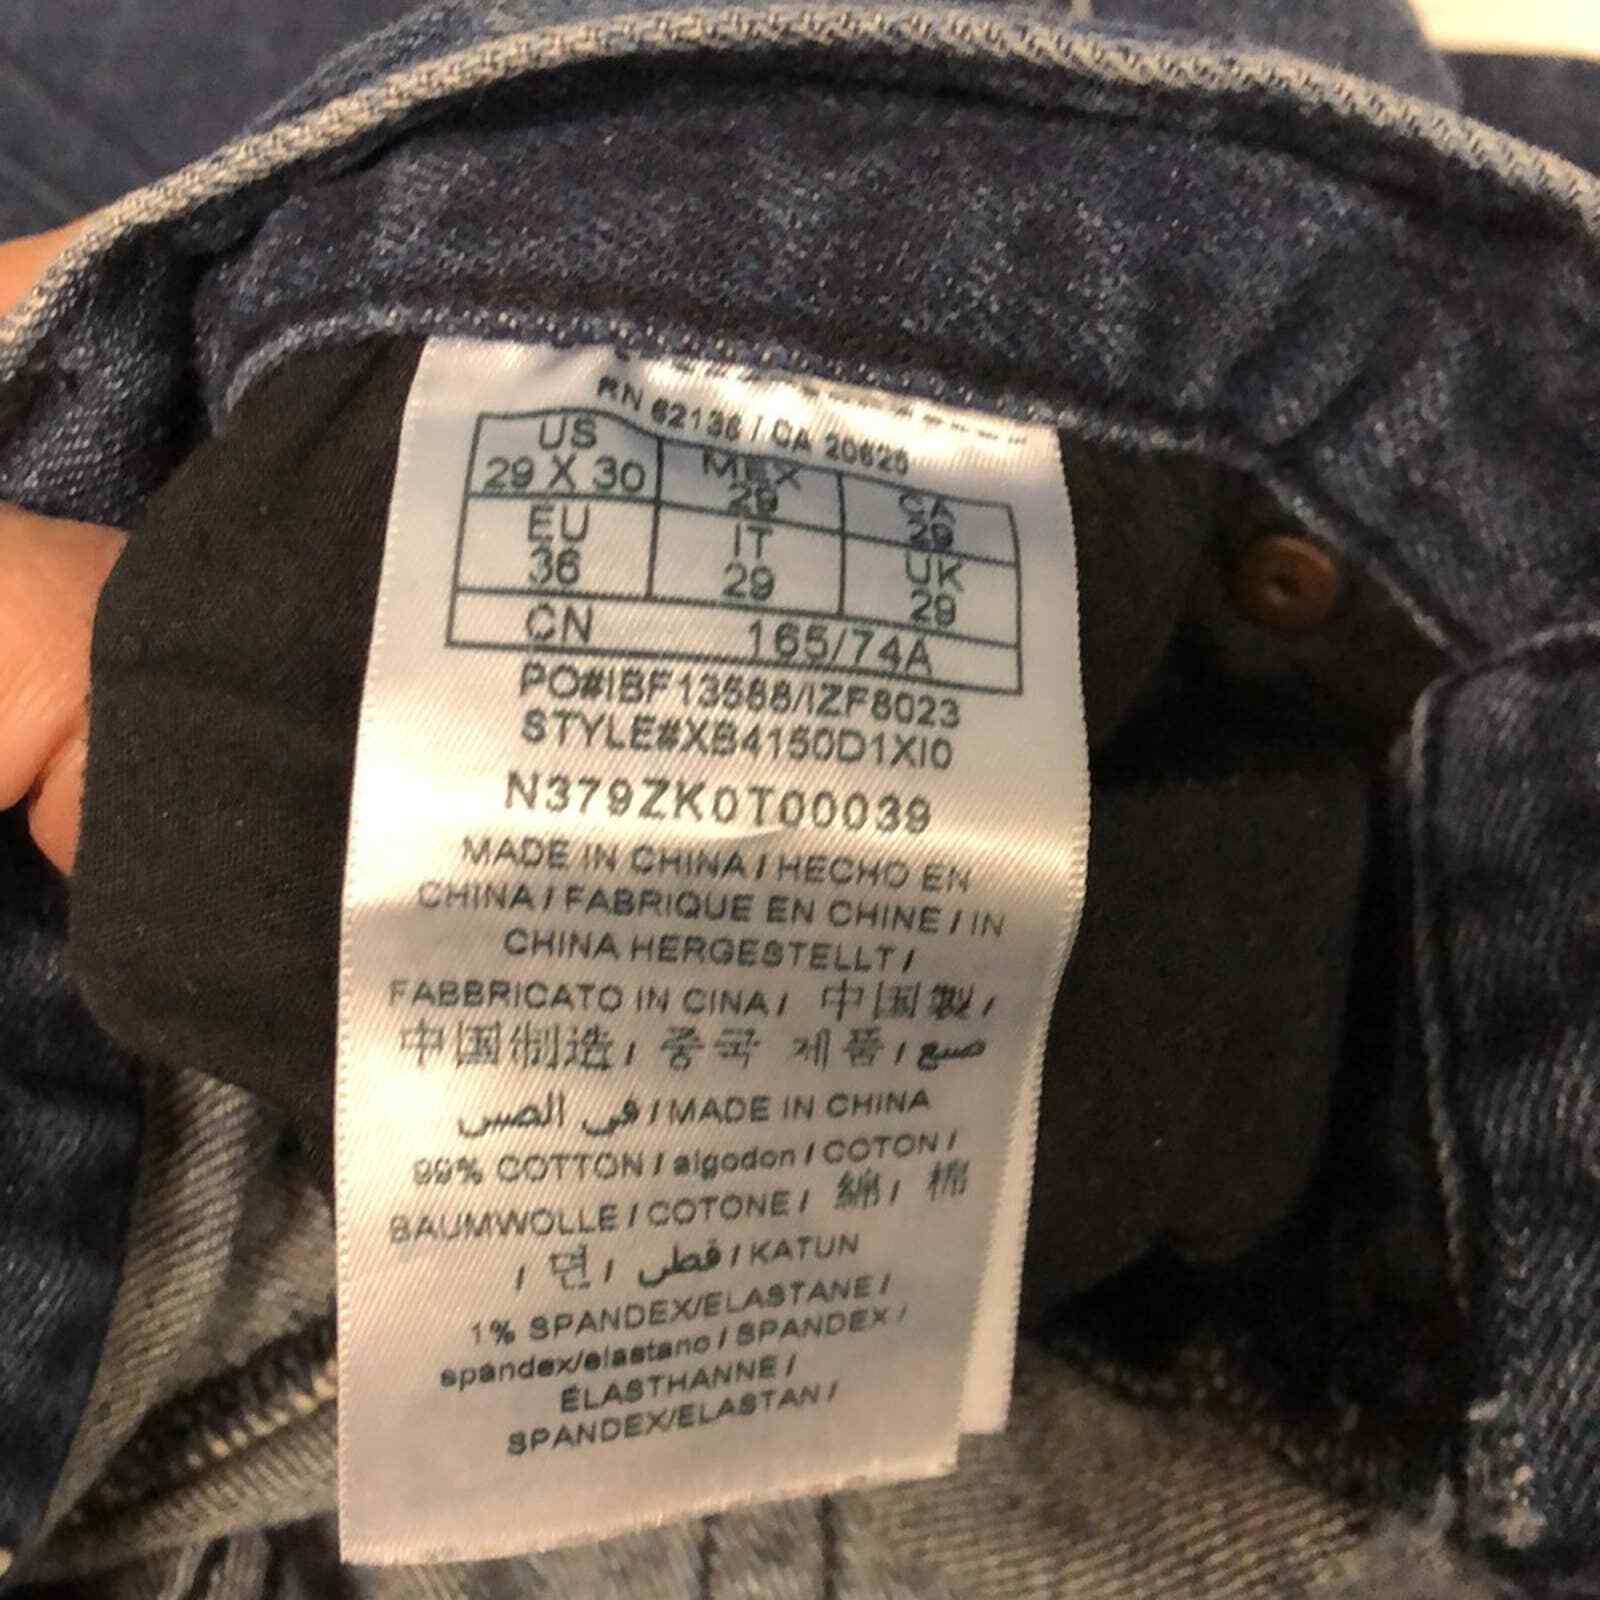 RN 62136 / CA 20625
US MEX CA
29 X 30 29 29
EU IT UK
36 29 29
CN 165/74A
PO#IBF13588/IZF8023
STYLE#XB4150D1XI0
N379ZK0T00039
MADE IN CHINA / HECHO EN
CHINA / FABRIQUE EN CHINE / IN
CHINA HERGESTELLT /
FABBRICATO IN CINA / 中国製 /
中国制造 / 중국 제품 / صنع
في الصين / MADE IN CHINA
99% COTTON / algodon / COTON /
BAUMWOLLE / COTONE / 綿 / 棉
/ 면 / قطن / KATUN
1% SPANDEX/ELASTANE /
spandex/elastano / SPANDEX /
ELASTHANNE /
SPANDEX/ELASTAN /